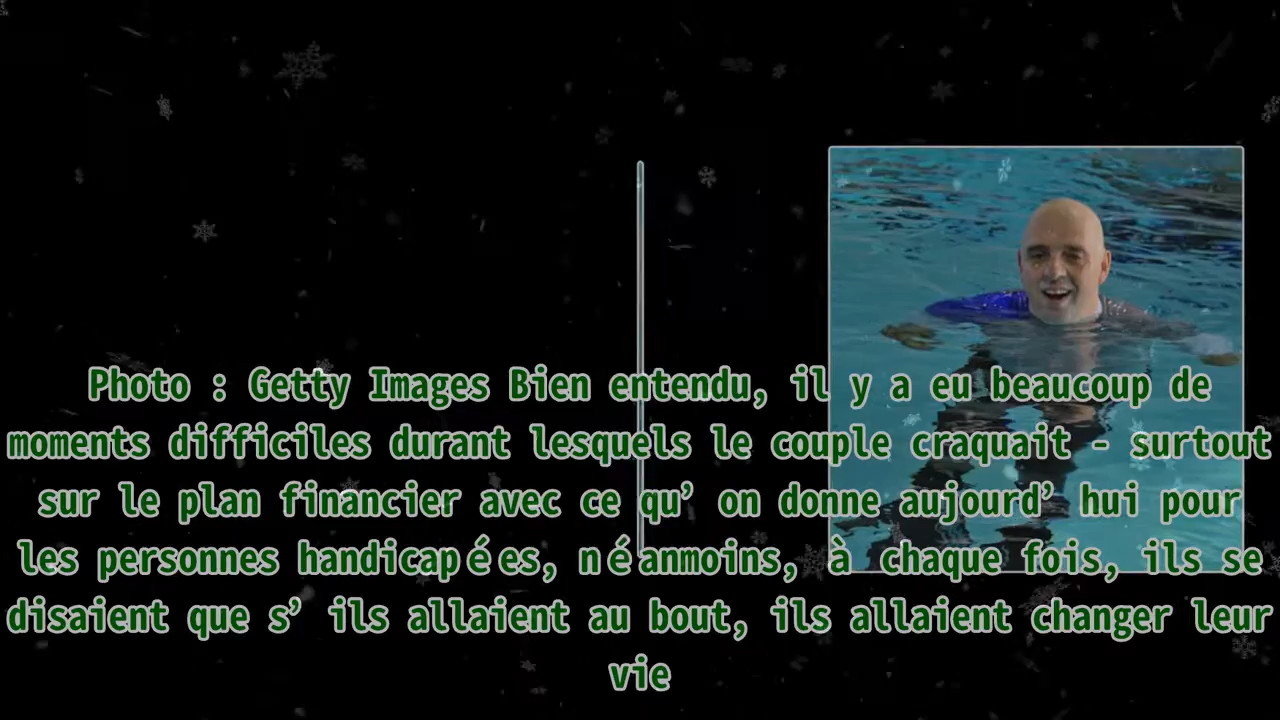 Photo : Getty Images Bien entendu, il y a eu beaucoup de
moments difficiles durant lesquels le couple craquait - surtout
sur le plan financier avec ce qu’ on donne aujourd’ hui pour
les personnes handicapées, néanmoins, à chaque fois, ils se
disaient que s’ ils allaient au bout, ils allaient changer leur
vie